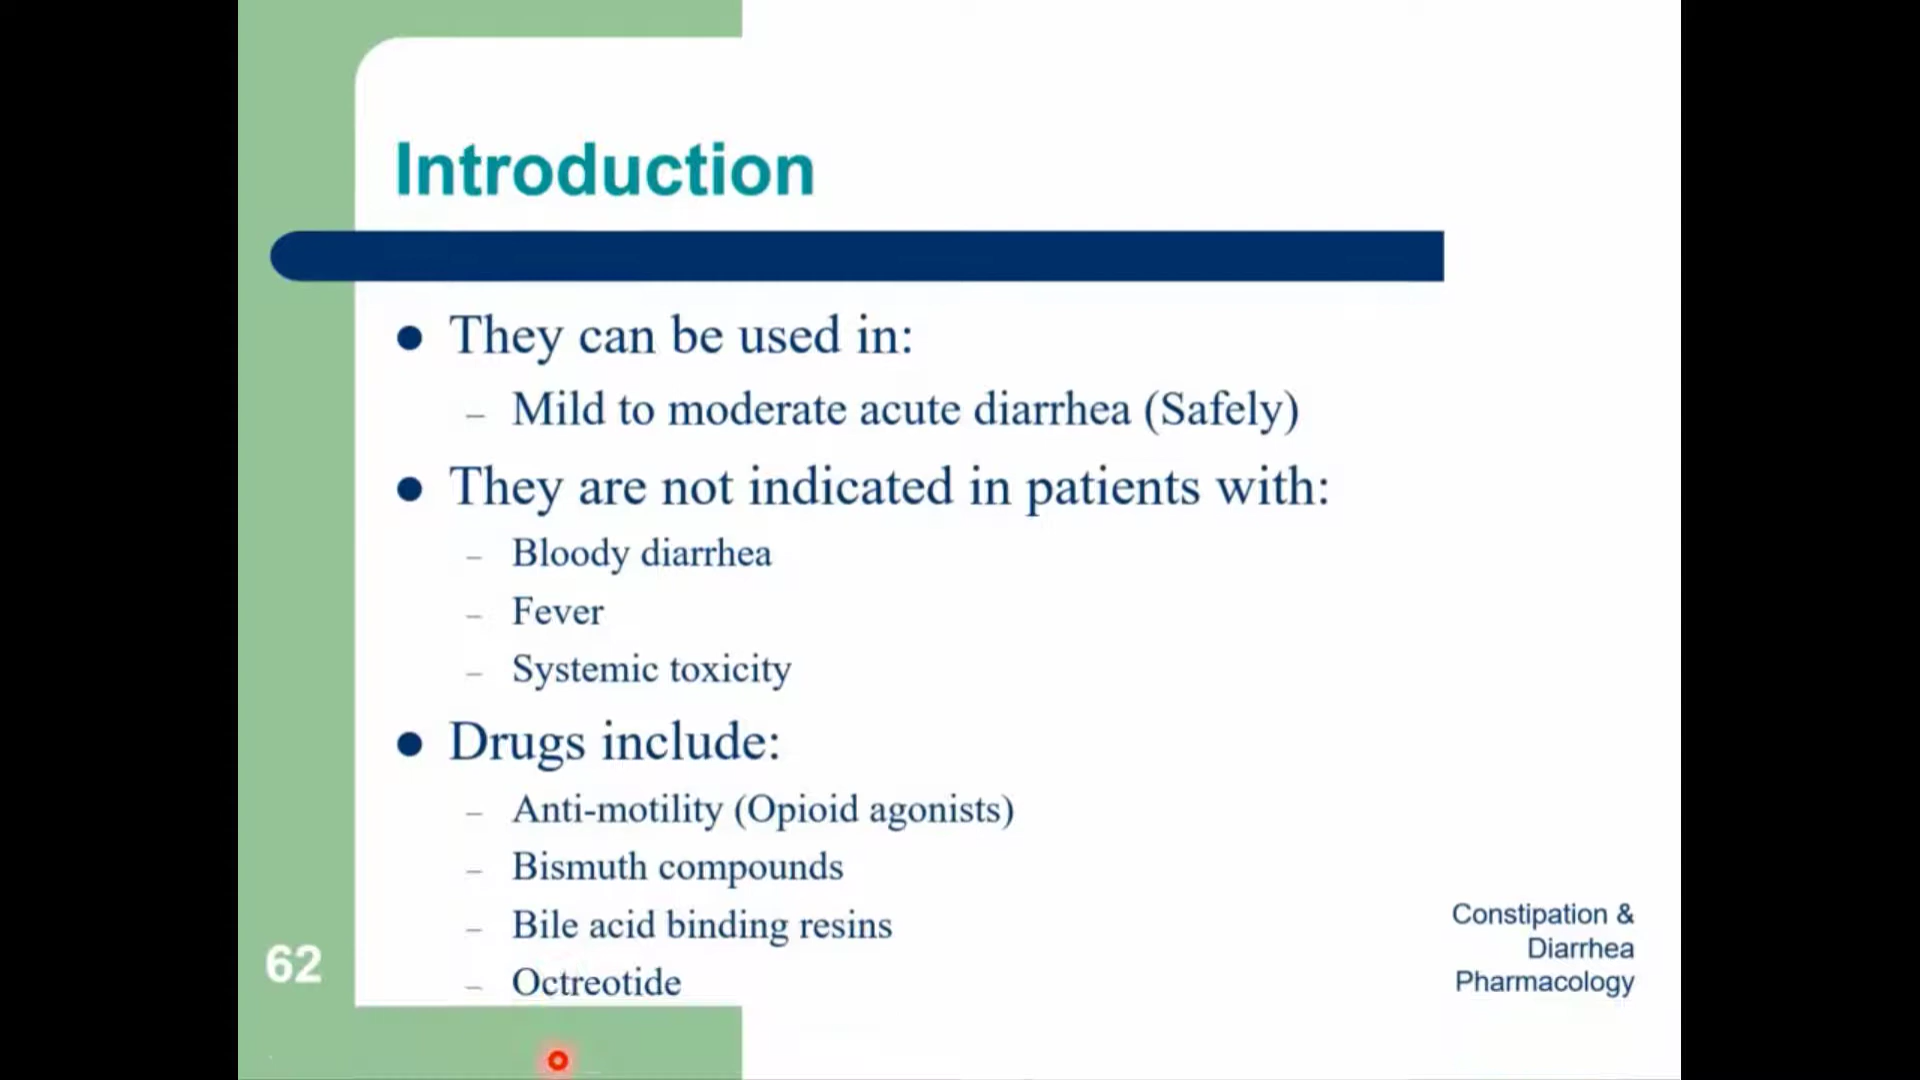 Introduction
● They can be used in:
– Mild to moderate acute diarrhea (Safely)
● They are not indicated in patients with:
– Bloody diarrhea
– Fever
– Systemic toxicity
● Drugs include:
– Anti-motility (Opioid agonists)
– Bismuth compounds
– Bile acid binding resins
– Octreotide
62
Constipation &
Diarrhea
Pharmacology